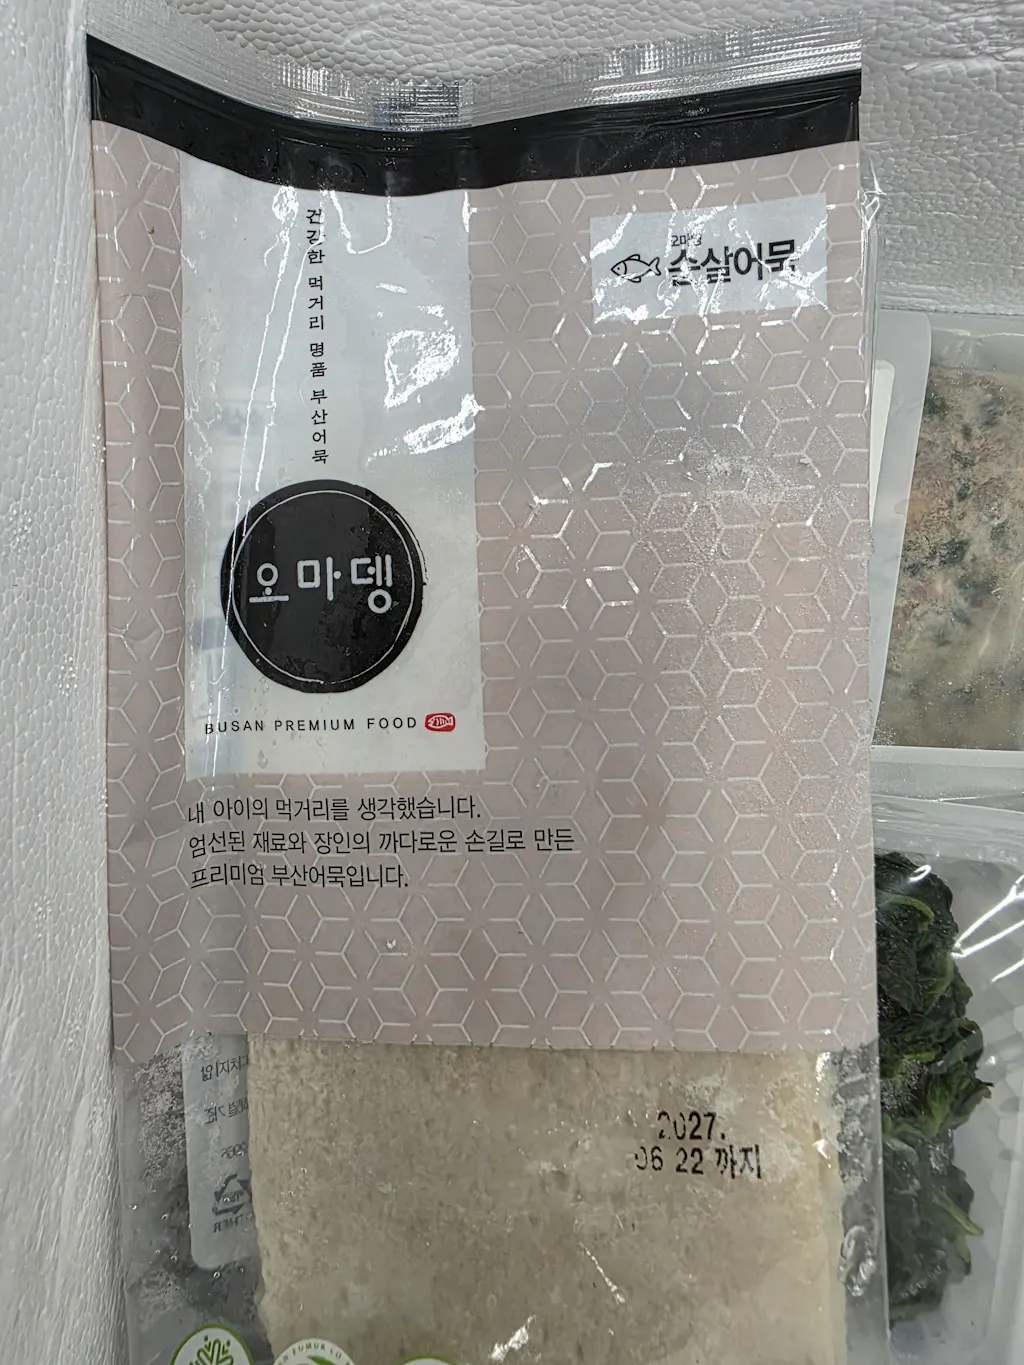 건강한 먹거리 명품 부산어묵
순살어묵
오마뎅
BUSAN PREMIUM FOOD
내 아이의 먹거리를 생각했습니다.
엄선된 재료와 장인의 까다로운 손길로 만든
프리미엄 부산어묵입니다.
2027.
06 22 까지